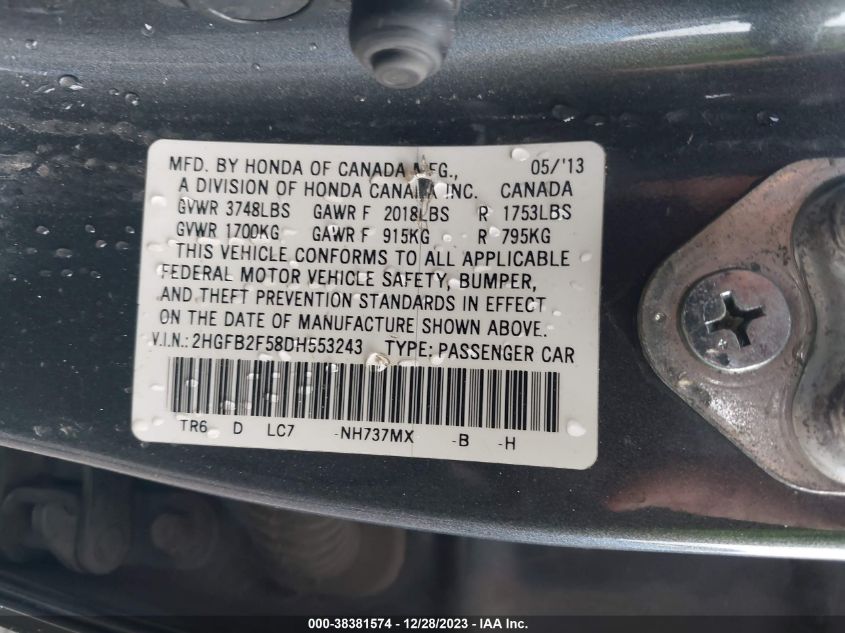 MFD. BY HONDA OF CANADA MFG., 05/'13
A DIVISION OF HONDA CANADA INC. CANADA
GVWR 3748LBS GAWR F 2018LBS R 1753LBS
GVWR 1700KG GAWR F 915KG R 795KG
THIS VEHICLE CONFORMS TO ALL APPLICABLE
FEDERAL MOTOR VEHICLE SAFETY, BUMPER,
AND THEFT PREVENTION STANDARDS IN EFFECT
ON THE DATE OF MANUFACTURE SHOWN ABOVE.
V.I.N.: 2HGFB2F58DH553243 TYPE: PASSENGER CAR
TR6 D LC7 -NH737MX -B -H
000-38381574 - 12/28/2023 - IAA Inc.